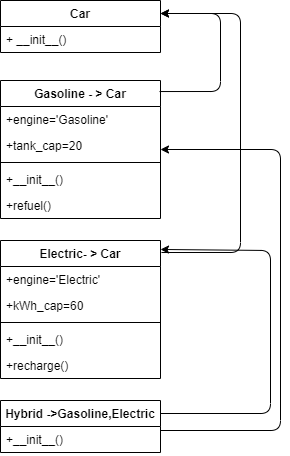 Car
+ __init__()
Gasoline - > Car
+engine='Gasoline'
+tank_cap=20
+__init__()
+refuel()
Electric- > Car
+engine='Electric'
+kWh_cap=60
+__init__()
+recharge()
Hybrid ->Gasoline,Electric
+__init__()